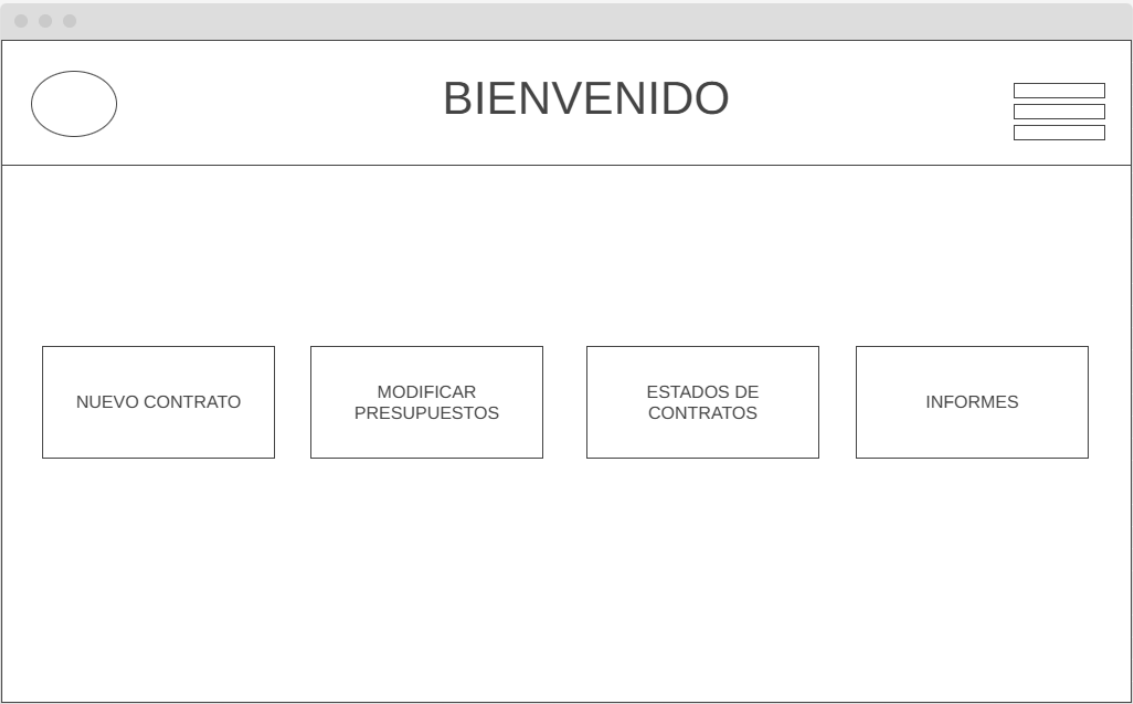 BIENVENIDO
NUEVO CONTRATO
MODIFICAR
PRESUPUESTOS
ESTADOS DE
CONTRATOS
INFORMES